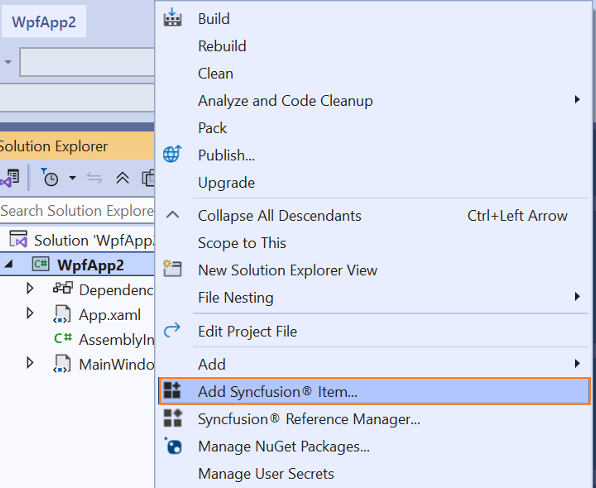 WpfApp2
Solution Explorer
Search Solution Explore
Solution 'WpfApp
C# WpfApp2
Dependenc
App.xaml
C# AssemblyIn
MainWindo
Build
Rebuild
Clean
Analyze and Code Cleanup
Pack
Publish...
Upgrade
Collapse All Descendants Ctrl+Left Arrow
Scope to This
New Solution Explorer View
File Nesting
Edit Project File
Add
Add Syncfusion® Item...
Syncfusion® Reference Manager...
Manage NuGet Packages...
Manage User Secrets